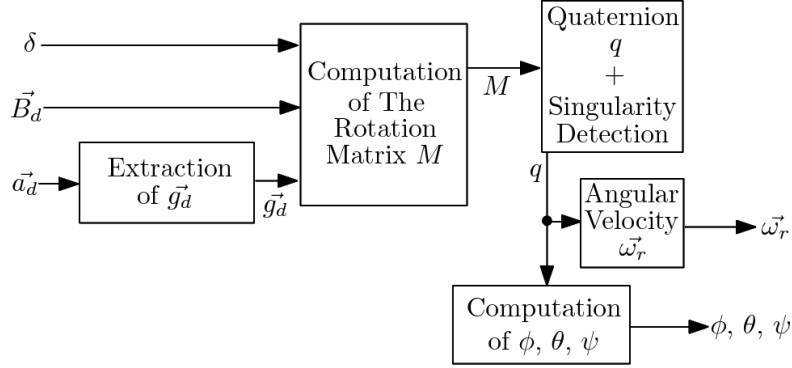 δ
B⃗_d
a⃗_d
Extraction
of g⃗_d
g⃗_d
Computation
of The
Rotation
Matrix M
M
Quaternion
q
+
Singularity
Detection
q
Angular
Velocity
ω⃗_r
ω⃗_r
Computation
of ϕ, θ, ψ
ϕ, θ, ψ